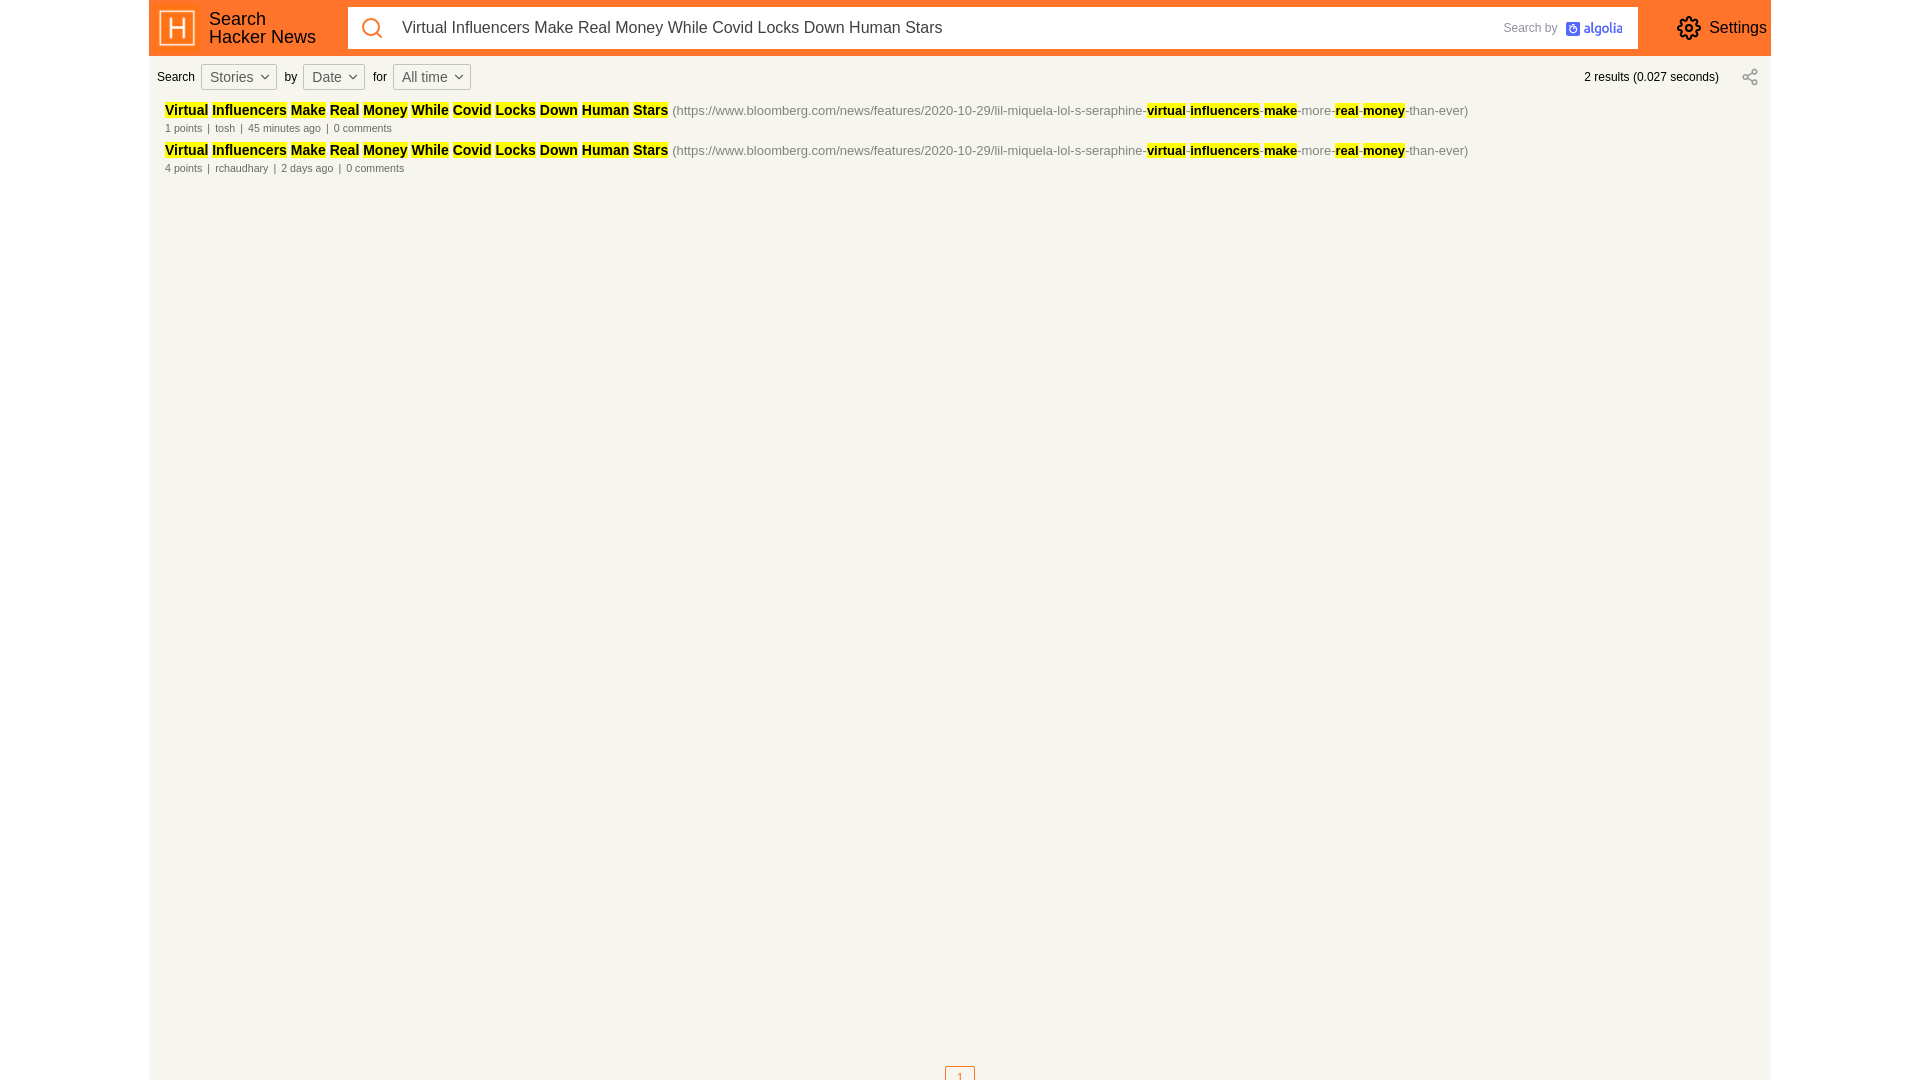 H
Search
Hacker News
Virtual Influencers Make Real Money While Covid Locks Down Human Stars
Search by algolia
Settings
Search Stories by Date for All time
2 results (0.027 seconds)
Virtual Influencers Make Real Money While Covid Locks Down Human Stars (https://www.bloomberg.com/news/features/2020-10-29/lil-miquela-lol-s-seraphine-virtual-influencers-make-more-real-money-than-ever)
1 points | tosh | 45 minutes ago | 0 comments
Virtual Influencers Make Real Money While Covid Locks Down Human Stars (https://www.bloomberg.com/news/features/2020-10-29/lil-miquela-lol-s-seraphine-virtual-influencers-make-more-real-money-than-ever)
4 points | rchaudhary | 2 days ago | 0 comments
1